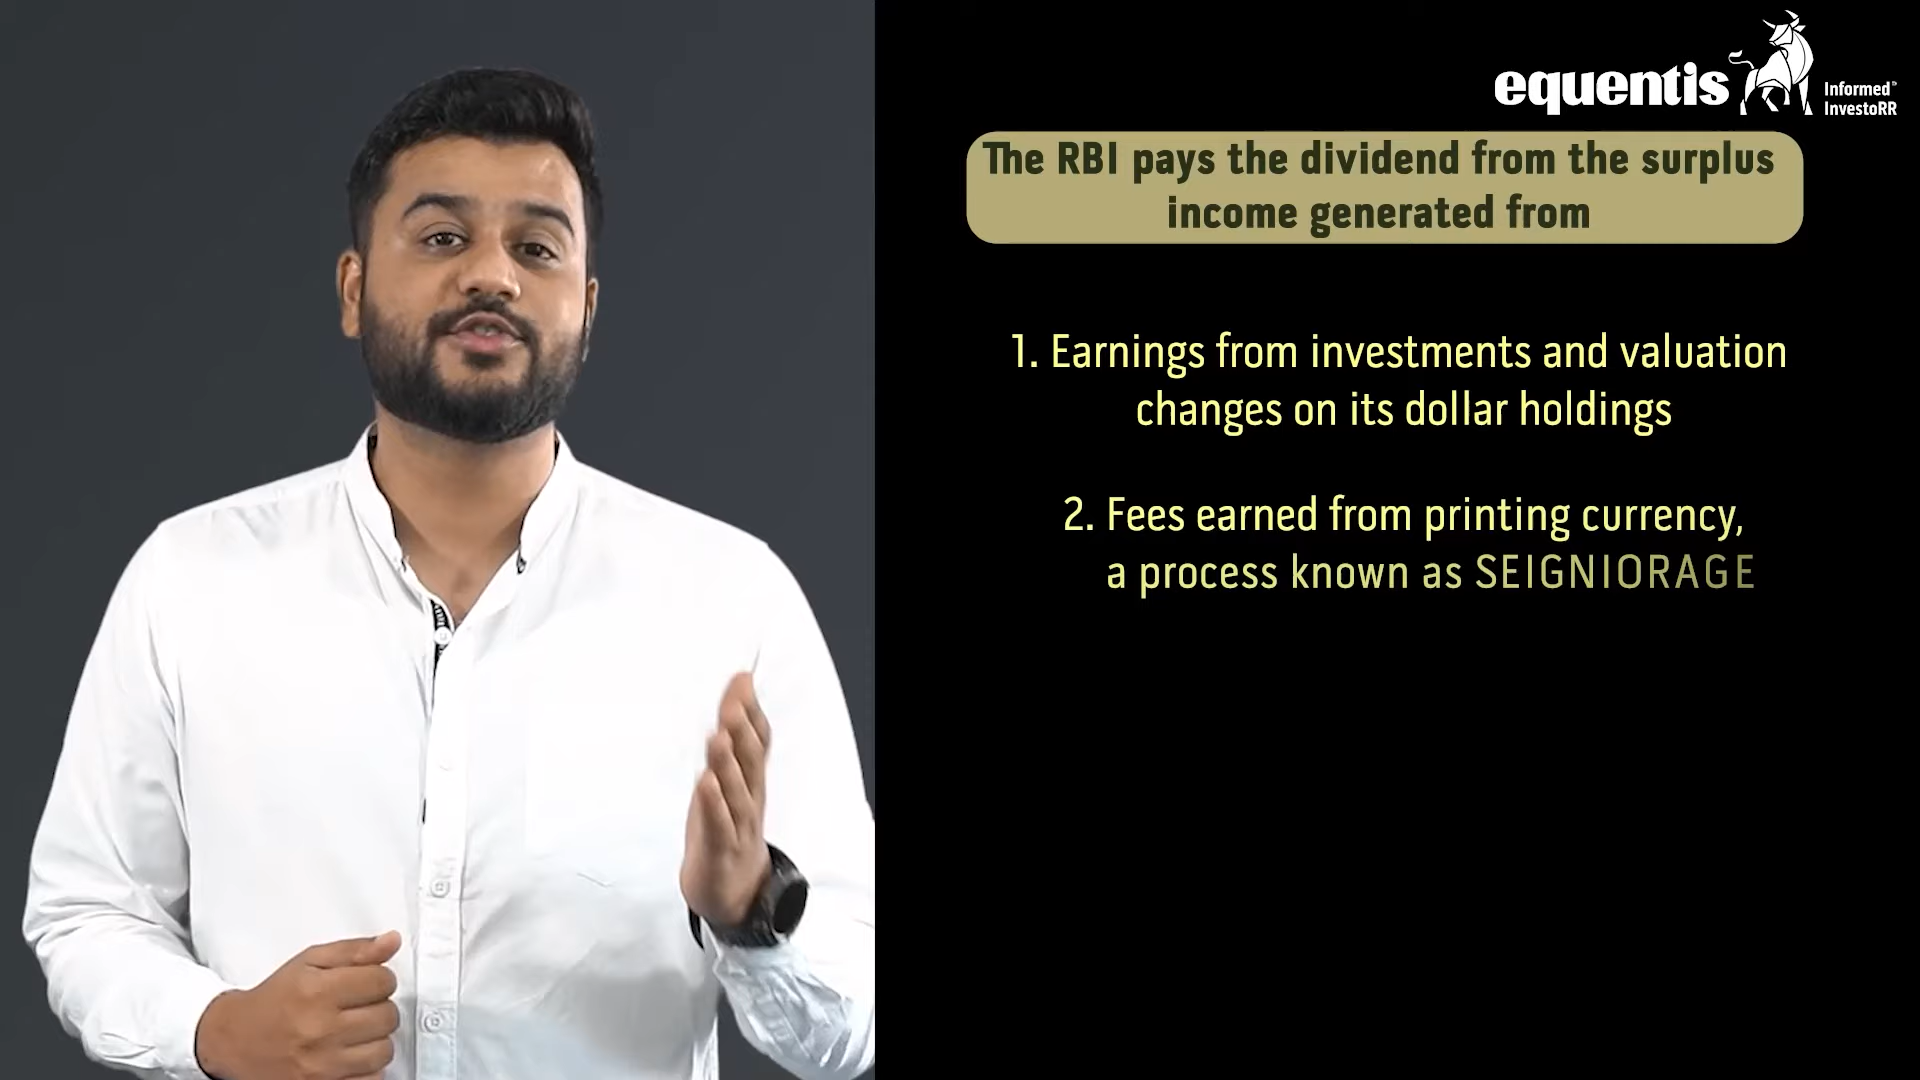 equentis
Informed
InvestoRR
The RBI pays the dividend from the surplus
income generated from
1. Earnings from investments and valuation
changes on its dollar holdings
2. Fees earned from printing currency,
a process known as SEIGNIORAGE